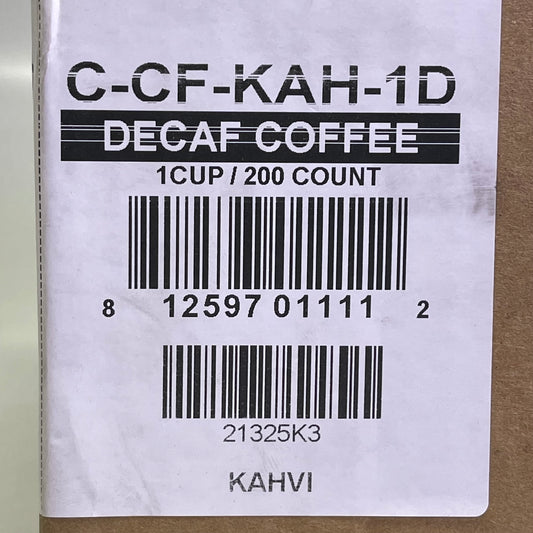 C-CF-KAH-1D
DECAF COFFEE
1CUP / 200 COUNT
8 12597 01111 2
21325K3
KAHVI